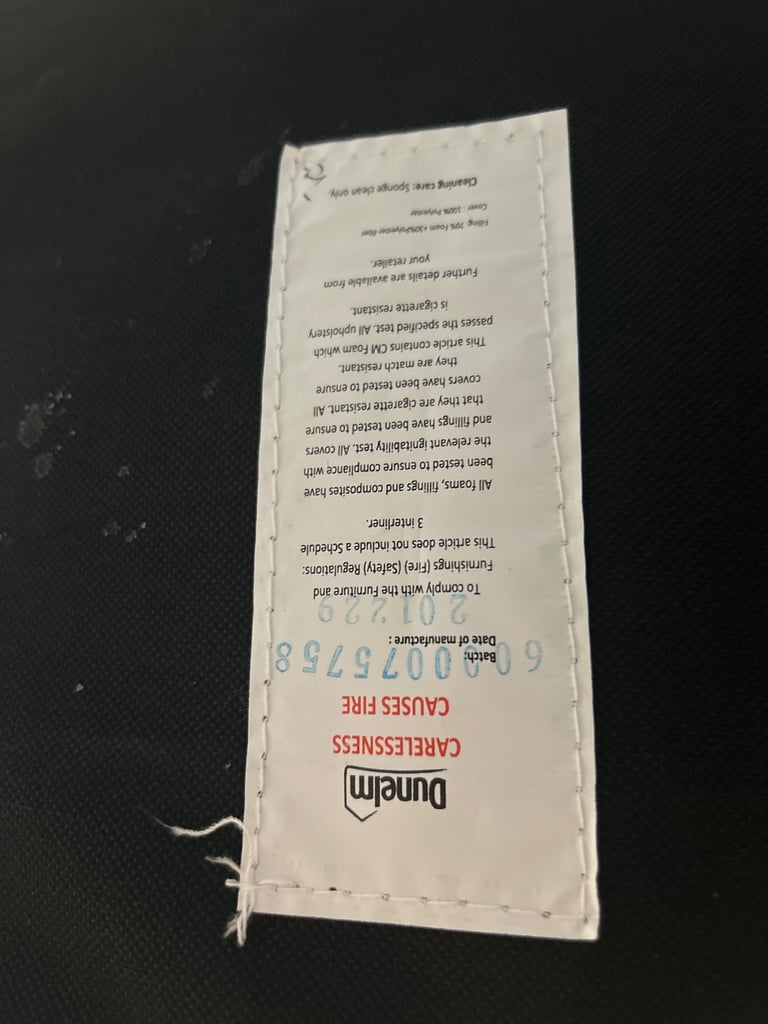 Dunelm
CARELESSNESS
CAUSES FIRE
Batch: 6000075758
Date of manufacture :
201229
To comply with the Furniture and
Furnishings (Fire) (Safety) Regulations:
This article does not include a Schedule
3 interliner.
All foams, fillings and composites have
been tested to ensure compliance with
the relevant ignitability test. All covers
and fillings have been tested to ensure
that they are cigarette resistant. All
covers have been tested to ensure
they are match resistant.
This article contains CM Foam which
passes the specified test. All upholstery
is cigarette resistant.
Further details are available from
your retailer.
Filling: 70% Foam +30%Polyester fiber
Cover : 100% Polyester
Cleaning care: Sponge clean only.